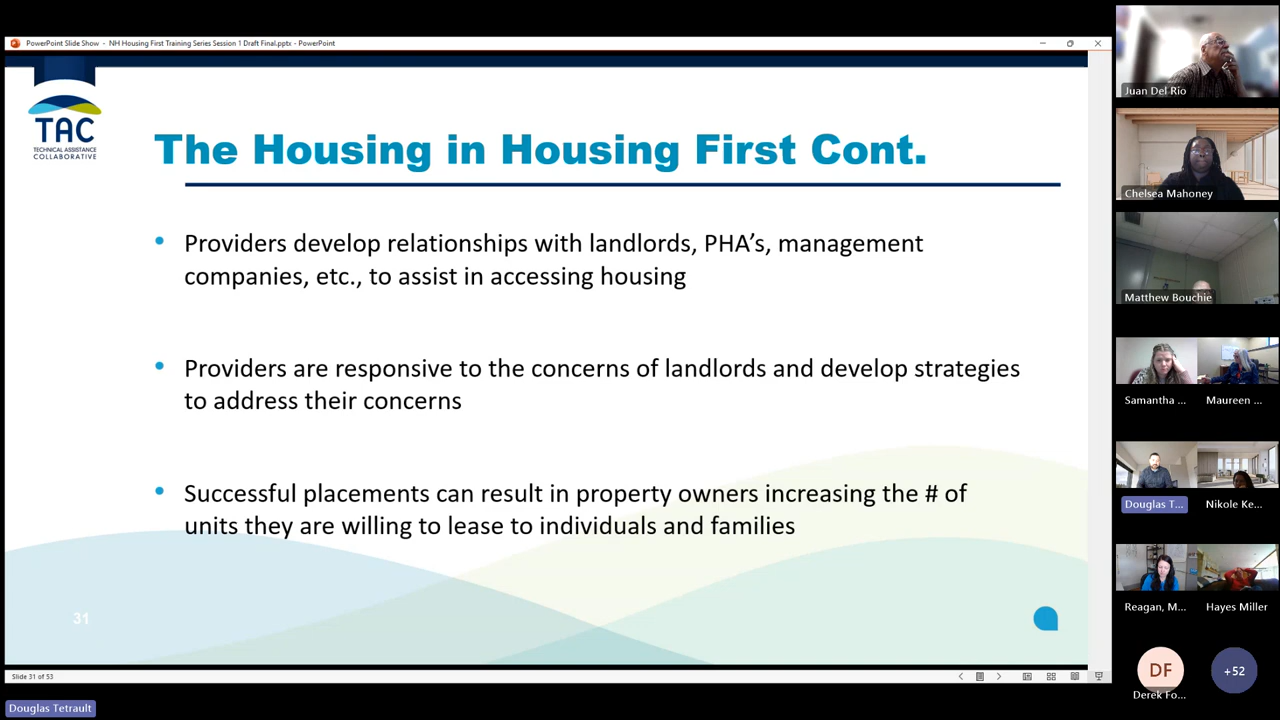 PowerPoint Slide Show - NH Housing First Training Series Session 1 Draft Final.pptx - PowerPoint
TAC
TECHNICAL ASSISTANCE
COLLABORATIVE
The Housing in Housing First Cont.
• Providers develop relationships with landlords, PHA’s, management
companies, etc., to assist in accessing housing
• Providers are responsive to the concerns of landlords and develop strategies
to address their concerns
• Successful placements can result in property owners increasing the # of
units they are willing to lease to individuals and families
31
Slide 31 of 53
Douglas Tetrault
Juan Del Rio
Chelsea Mahoney
Matthew Bouchie
Samantha ...
Maureen ...
Douglas T...
Nikole Ke...
Reagan, M...
Hayes Miller
DF
Derek Fo...
+52